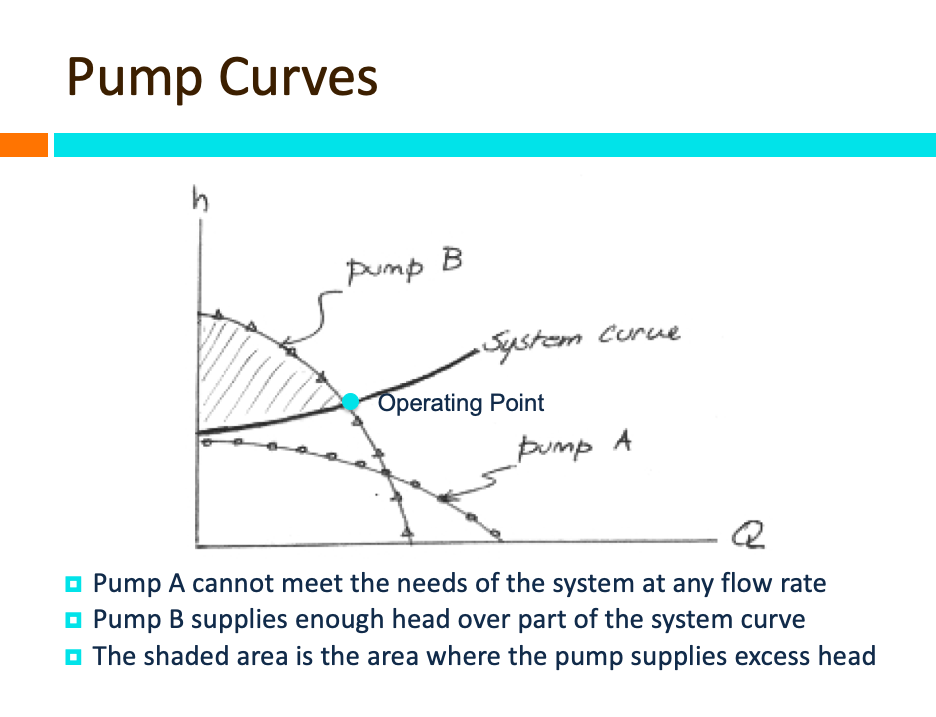 Pump Curves
h
pump B
System Curve
Operating Point
pump A
Q
Pump A cannot meet the needs of the system at any flow rate
Pump B supplies enough head over part of the system curve
The shaded area is the area where the pump supplies excess head